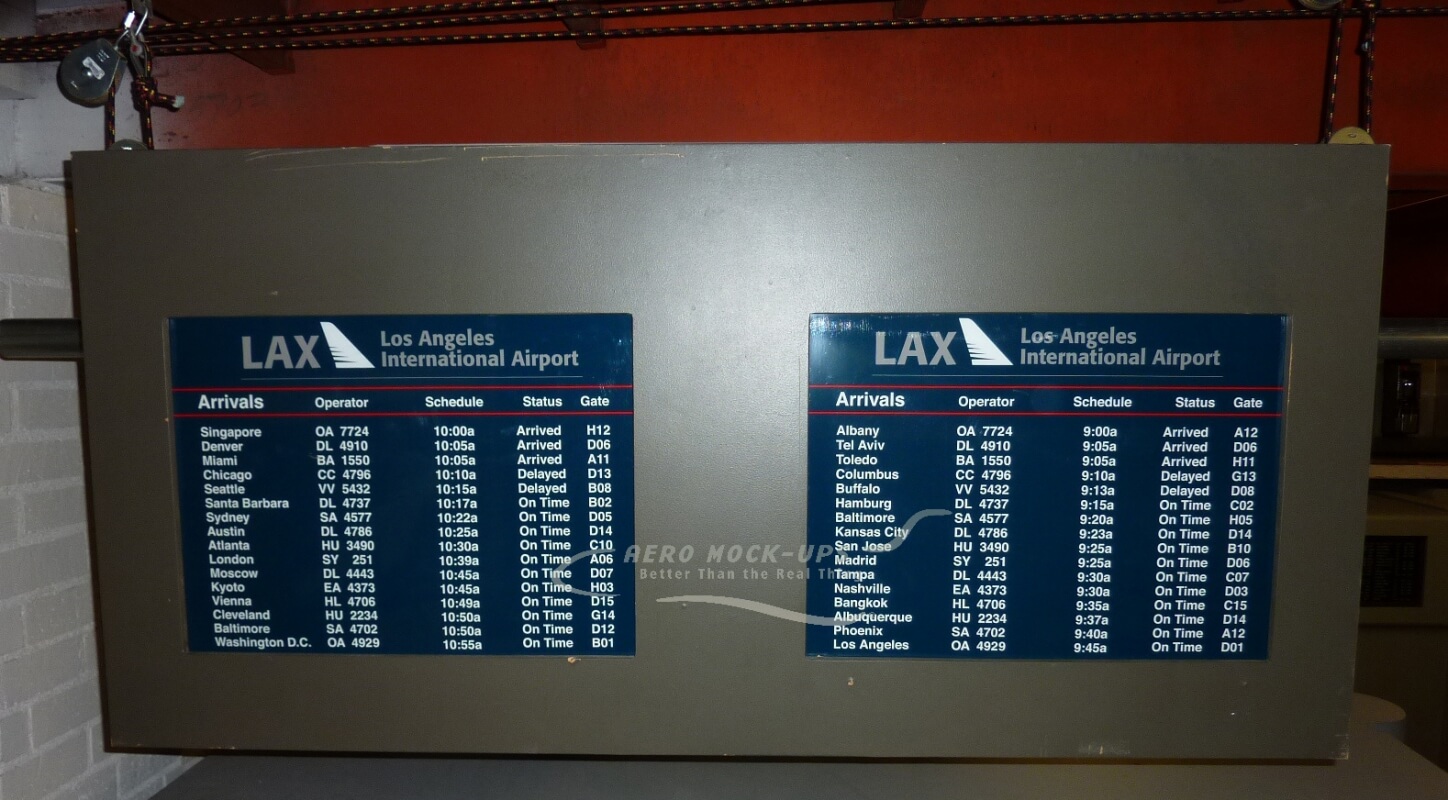 LAX Los Angeles
International Airport
Arrivals Operator Schedule Status Gate
Singapore OA 7724 10:00a Arrived H12
Denver DL 4910 10:05a Arrived D06
Miami BA 1550 10:05a Arrived A11
Chicago CC 4796 10:10a Delayed D13
Seattle VV 5432 10:15a Delayed B08
Santa Barbara DL 4737 10:17a On Time B02
Sydney SA 4577 10:22a On Time D05
Austin DL 4786 10:25a On Time D14
Atlanta HU 3490 10:30a On Time C10
London SY 251 10:39a On Time A06
Moscow DL 4443 10:45a On Time D07
Kyoto EA 4373 10:45a On Time H03
Vienna HL 4706 10:49a On Time D15
Cleveland HU 2234 10:50a On Time G14
Baltimore SA 4702 10:50a On Time D12
Washington D.C. OA 4929 10:55a On Time B01
LAX Los Angeles
International Airport
Arrivals Operator Schedule Status Gate
Albany OA 7724 9:00a Arrived A12
Tel Aviv DL 4910 9:05a Arrived D06
Toledo BA 1550 9:05a Arrived H11
Columbus CC 4796 9:10a Delayed G13
Buffalo VV 5432 9:13a Delayed D08
Hamburg DL 4737 9:15a On Time C02
Baltimore SA 4577 9:20a On Time H05
Kansas City DL 4786 9:23a On Time D14
San Jose HU 3490 9:25a On Time B10
Madrid SY 251 9:25a On Time D06
Tampa DL 4443 9:30a On Time C07
Nashville EA 4373 9:30a On Time D03
Bangkok HL 4706 9:35a On Time C15
Albuquerque HU 2234 9:37a On Time D14
Phoenix SA 4702 9:40a On Time A12
Los Angeles OA 4929 9:45a On Time D01
AERO MOCK-UPS
Better Than the Real Thing